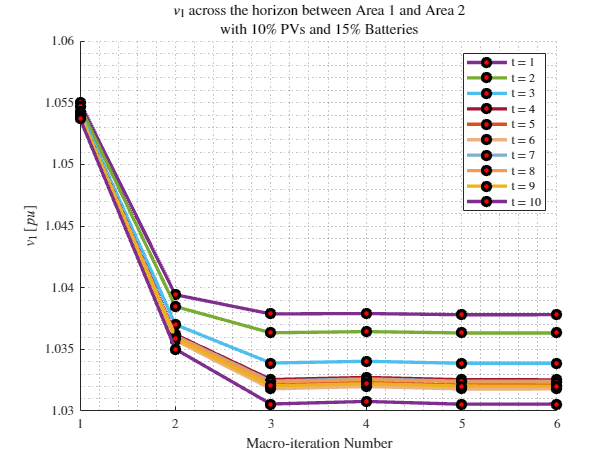 v₁ across the horizon between Area 1 and Area 2
with 10% PVs and 15% Batteries
1.06
1.055
1.05
1.045
1.04
1.035
1.03
v₁ [pu]
t = 1
t = 2
t = 3
t = 4
t = 5
t = 6
t = 7
t = 8
t = 9
t = 10
1 2 3 4 5 6
Macro-iteration Number